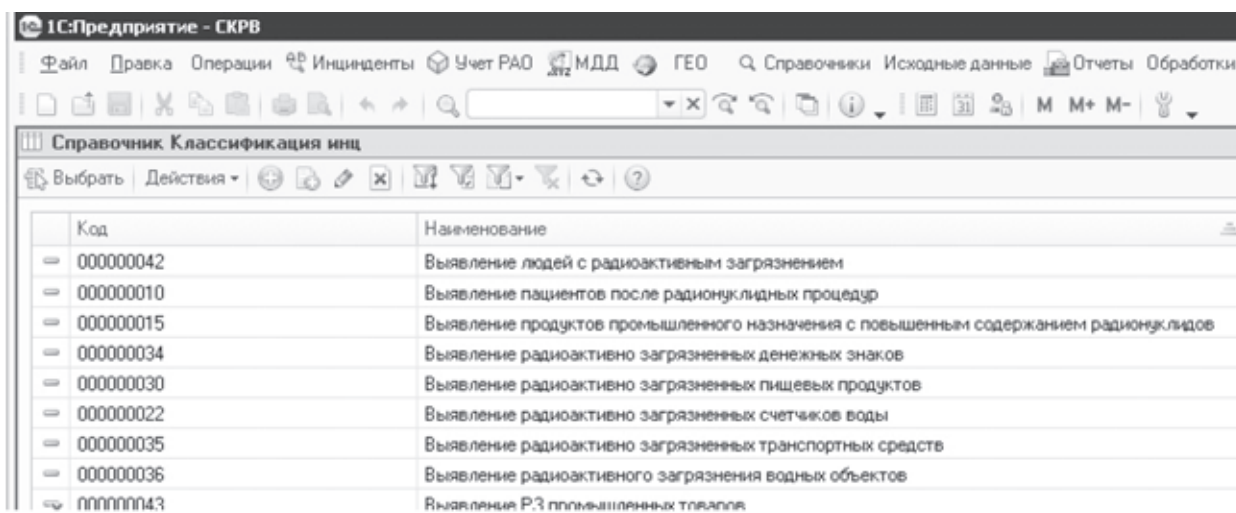 1С:Предприятие - СКРВ
Файл Правка Операции Инциденты Учет РАО МДД ГЕО Справочники Исходные данные Отчеты Обработки
M M+ M-
Справочник Классификация инц
Выбрать Действия
Код Наименование
000000042 Выявление людей с радиоактивным загрязнением
000000010 Выявление пациентов после радионуклидных процедур
000000015 Выявление продуктов промышленного назначения с повышенным содержанием радионуклидов
000000034 Выявление радиоактивно загрязненных денежных знаков
000000030 Выявление радиоактивно загрязненных пищевых продуктов
000000022 Выявление радиоактивно загрязненных счетчиков воды
000000035 Выявление радиоактивно загрязненных транспортных средств
000000036 Выявление радиоактивного загрязнения водных объектов
000000043 Выявление РЗ промышленных товаров